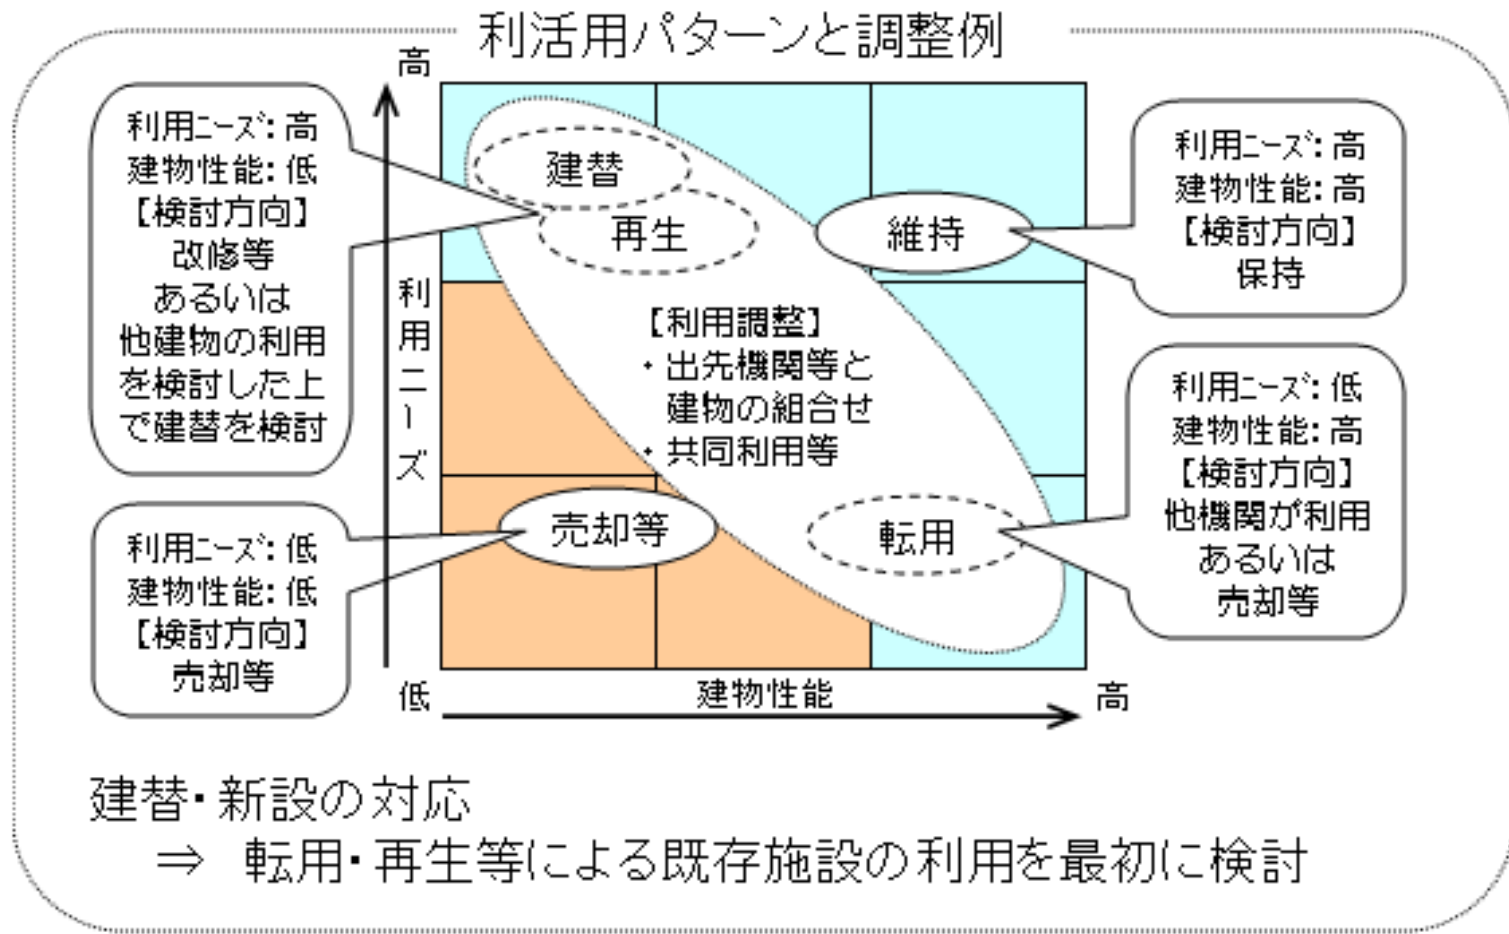 利活用パターンと調整例
高
利用ニーズ：高
建物性能：低
【検討方向】
改修等
あるいは
他建物の利用
を検討した上
で建替を検討
利用ニーズ：低
建物性能：低
【検討方向】
売却等
利用ニーズ
建替
再生
維持
【利用調整】
・出先機関等と
建物の組合せ
・共同利用等
売却等
転用
利用ニーズ：高
建物性能：高
【検討方向】
保持
利用ニーズ：低
建物性能：高
【検討方向】
他機関が利用
あるいは
売却等
低
建物性能
高
建替・新設の対応
⇒ 転用・再生等による既存施設の利用を最初に検討